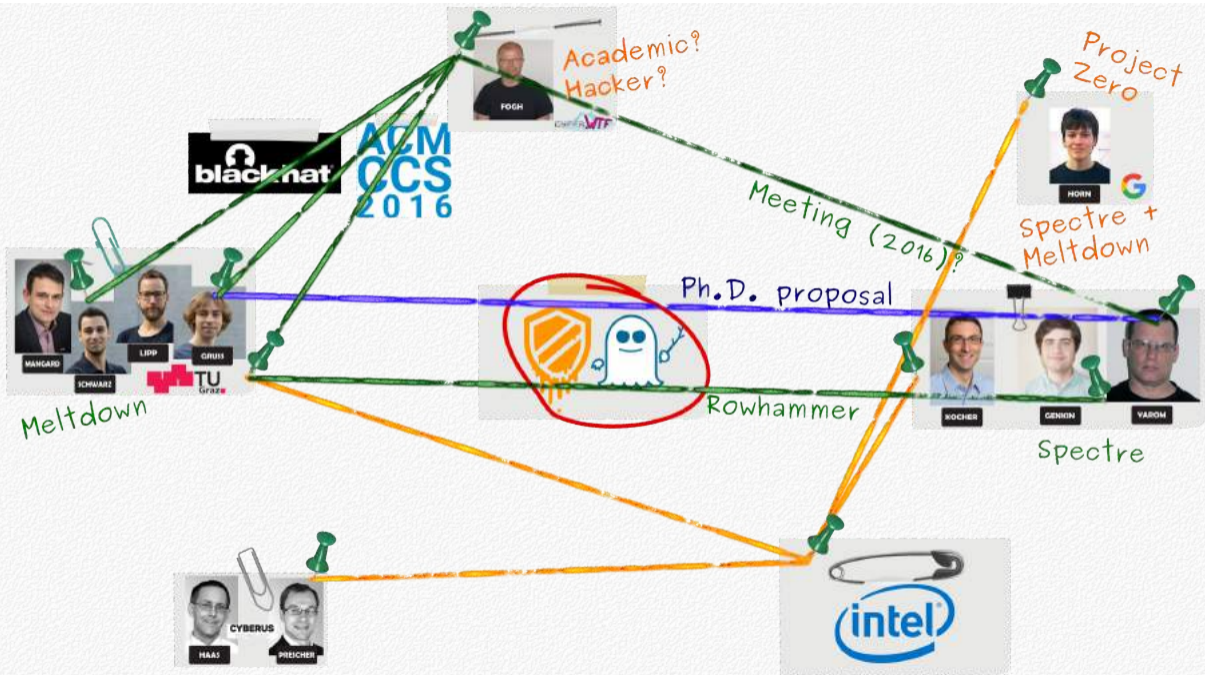 Academic?
Hacker?
FOGH
Project
Zero
blackhat
ACM
CCS
2016
HORN
Spectre +
Meltdown
Meeting (2016)?
Ph.D. proposal
MANGARD
SCHWARZ
LIPP
GRUSS
TU
Graz
Meltdown
Rowhammer
KOCHER
GENKIN
YAROM
Spectre
HAAS
CYBERUS
PRESCHER
intel